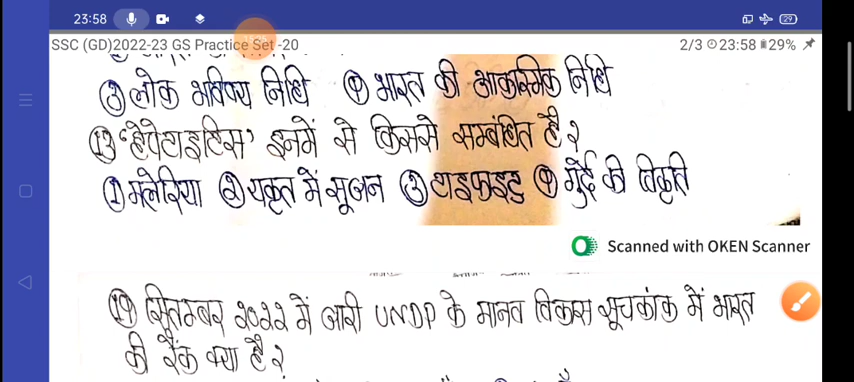 23:58
29
SSC (GD)2022-23 GS Practice Set -20
2/3 23:58 29%
③ लोक भविष्य निधि ④ भारत की आकस्मिक निधि
⑬ 'हेपेटाइटिस' इनमें से किससे सम्बंधित है?
① मलेरिया ② यकृत में सूजन ③ टाइफाइड ④ गुर्दे की विकृति
Scanned with OKEN Scanner
⑭ सितम्बर 2022 में जारी UNDP के मानव विकास सूचकांक में भारत
की रैंक क्या है?